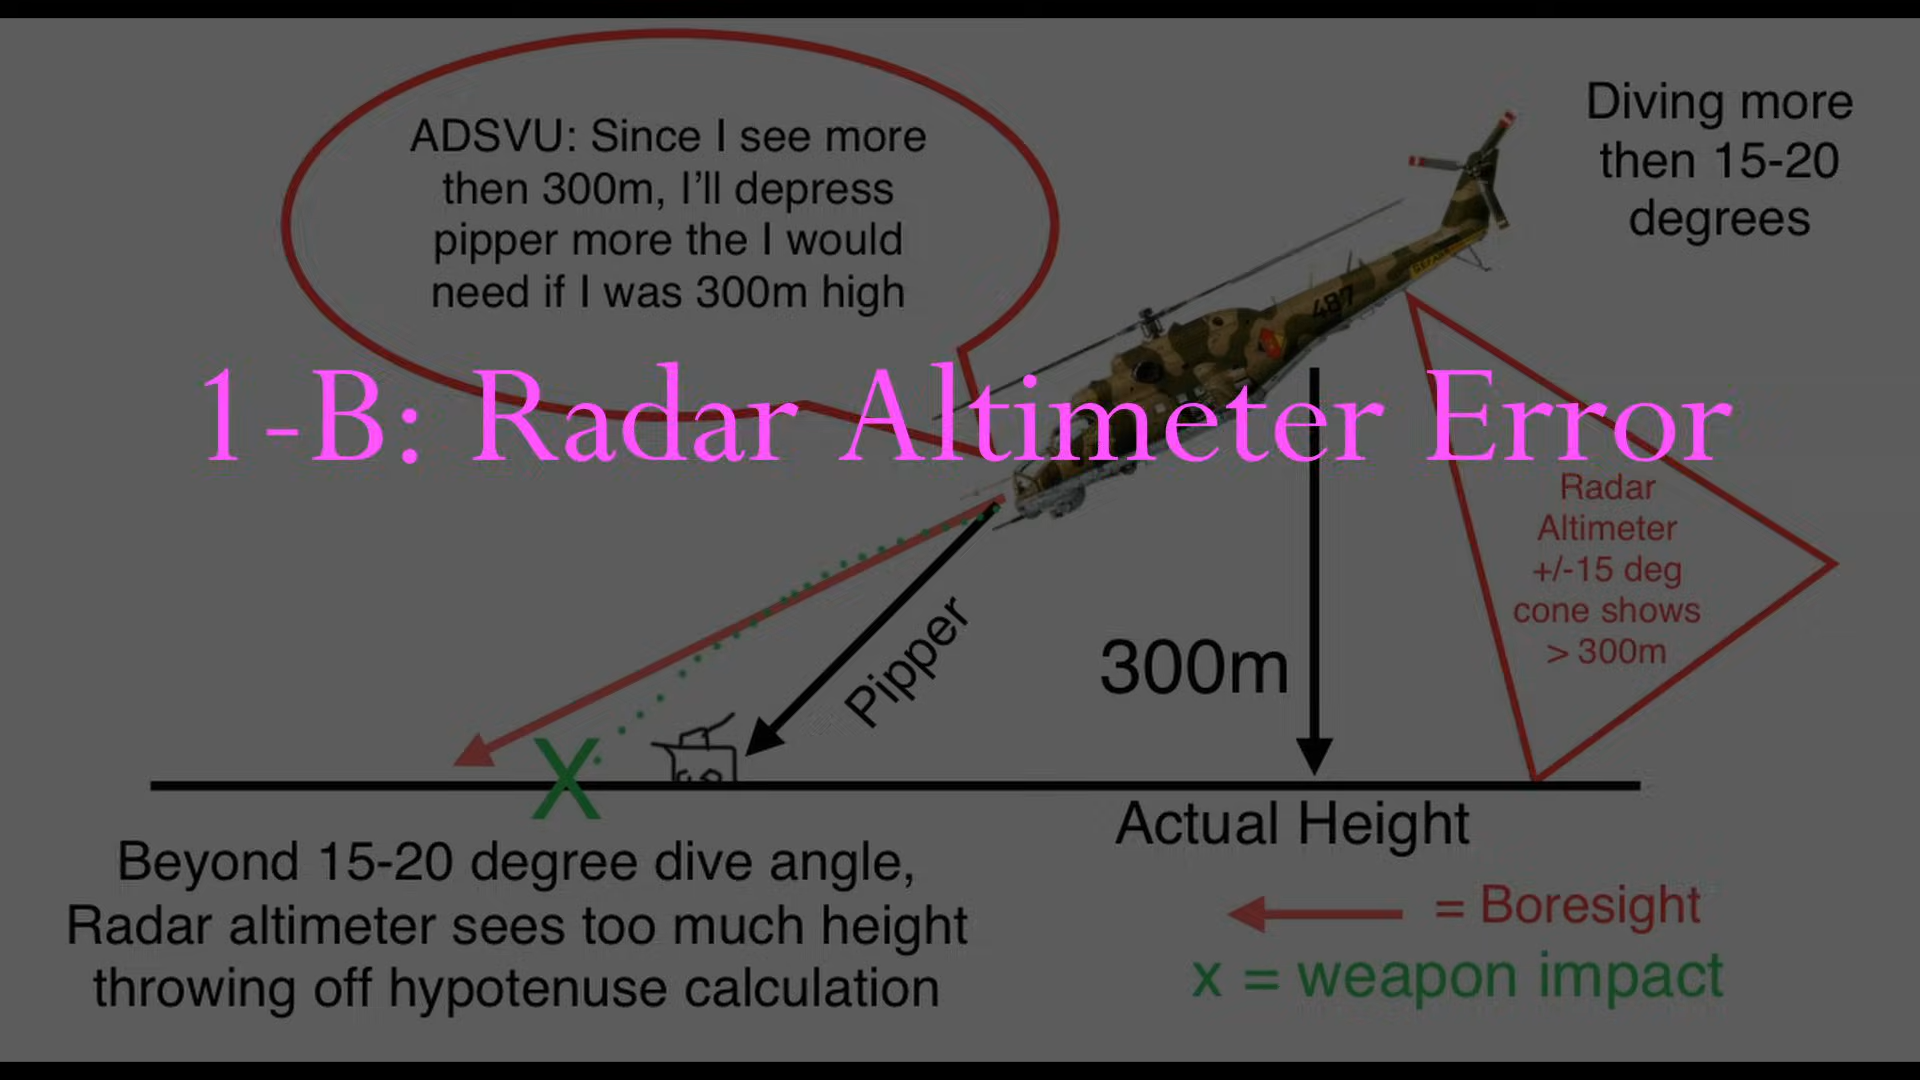 ADSVU: Since I see more
then 300m, I’ll depress
pipper more the I would
need if I was 300m high
Diving more
then 15-20
degrees
487
1-B: Radar Altimeter Error
Radar
Altimeter
+/-15 deg
cone shows
> 300m
Pipper
300m
Actual Height
Beyond 15-20 degree dive angle,
Radar altimeter sees too much height
throwing off hypotenuse calculation
= Boresight
x = weapon impact
X